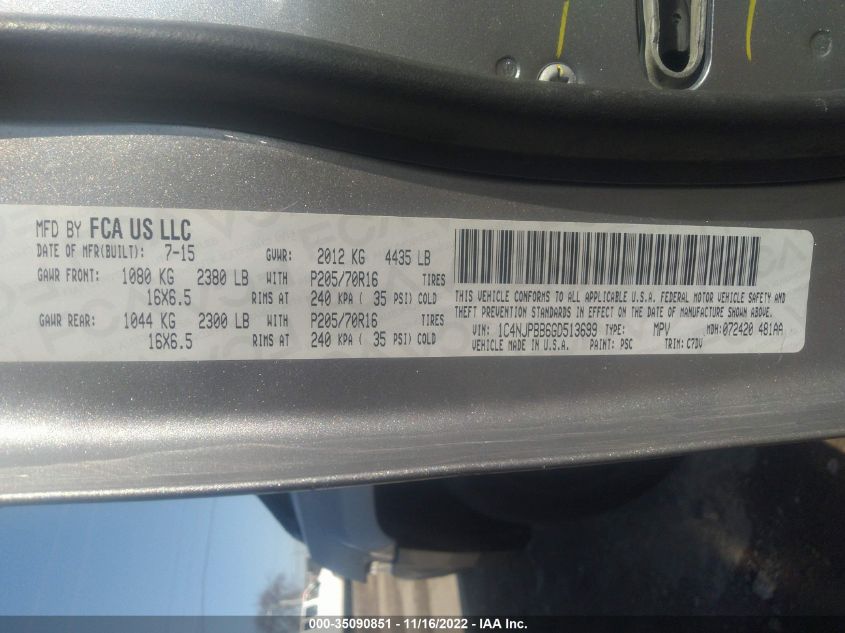 MFD BY FCA US LLC
DATE OF MFR(BUILT): 7-15 GVWR: 2012 KG 4435 LB
GAWR FRONT: 1080 KG 2380 LB WITH P205/70R16 TIRES
16X6.5 RIMS AT 240 KPA ( 35 PSI) COLD
GAWR REAR: 1044 KG 2300 LB WITH P205/70R16 TIRES
16X6.5 RIMS AT 240 KPA ( 35 PSI) COLD
THIS VEHICLE CONFORMS TO ALL APPLICABLE U.S.A. FEDERAL MOTOR VEHICLE SAFETY AND
THEFT PREVENTION STANDARDS IN EFFECT ON THE DATE OF MANUFACTURE SHOWN ABOVE.
VIN: 1C4NJPBB6GD513699 TYPE: MPV MDH: 072420 481AA
VEHICLE MADE IN U.S.A. PAINT: PSC TRIM: C7DV
000-35090851 - 11/16/2022 - IAA Inc.